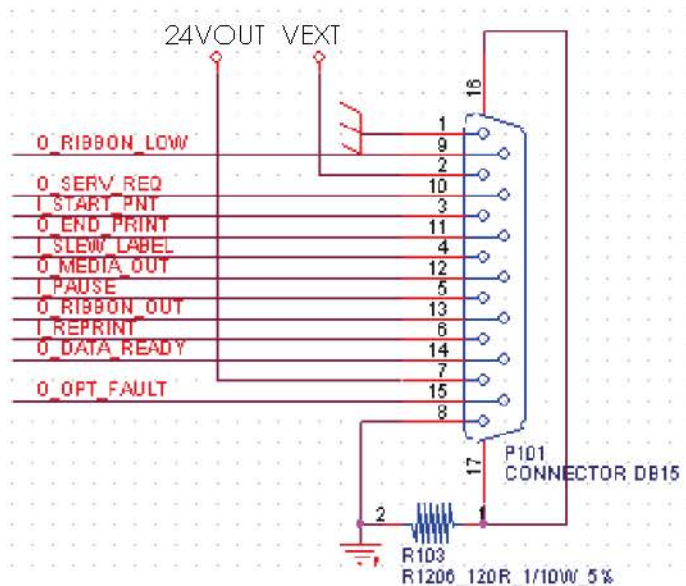 24VOUT VEXT
16
1
O_RIBBON_LOW
9
2
O_SERV_REQ
10
I_START_PNT
3
O_END_PRINT
11
I_SLEW_LABEL
4
O_MEDIA_OUT
12
I_PAUSE
5
O_RIBBON_OUT
13
I_REPRINT
6
O_DATA_READY
14
7
O_OPT_FAULT
15
8
17
P101
CONNECTOR DB15
2
1
R103
R1206_120R_1/10W_5%